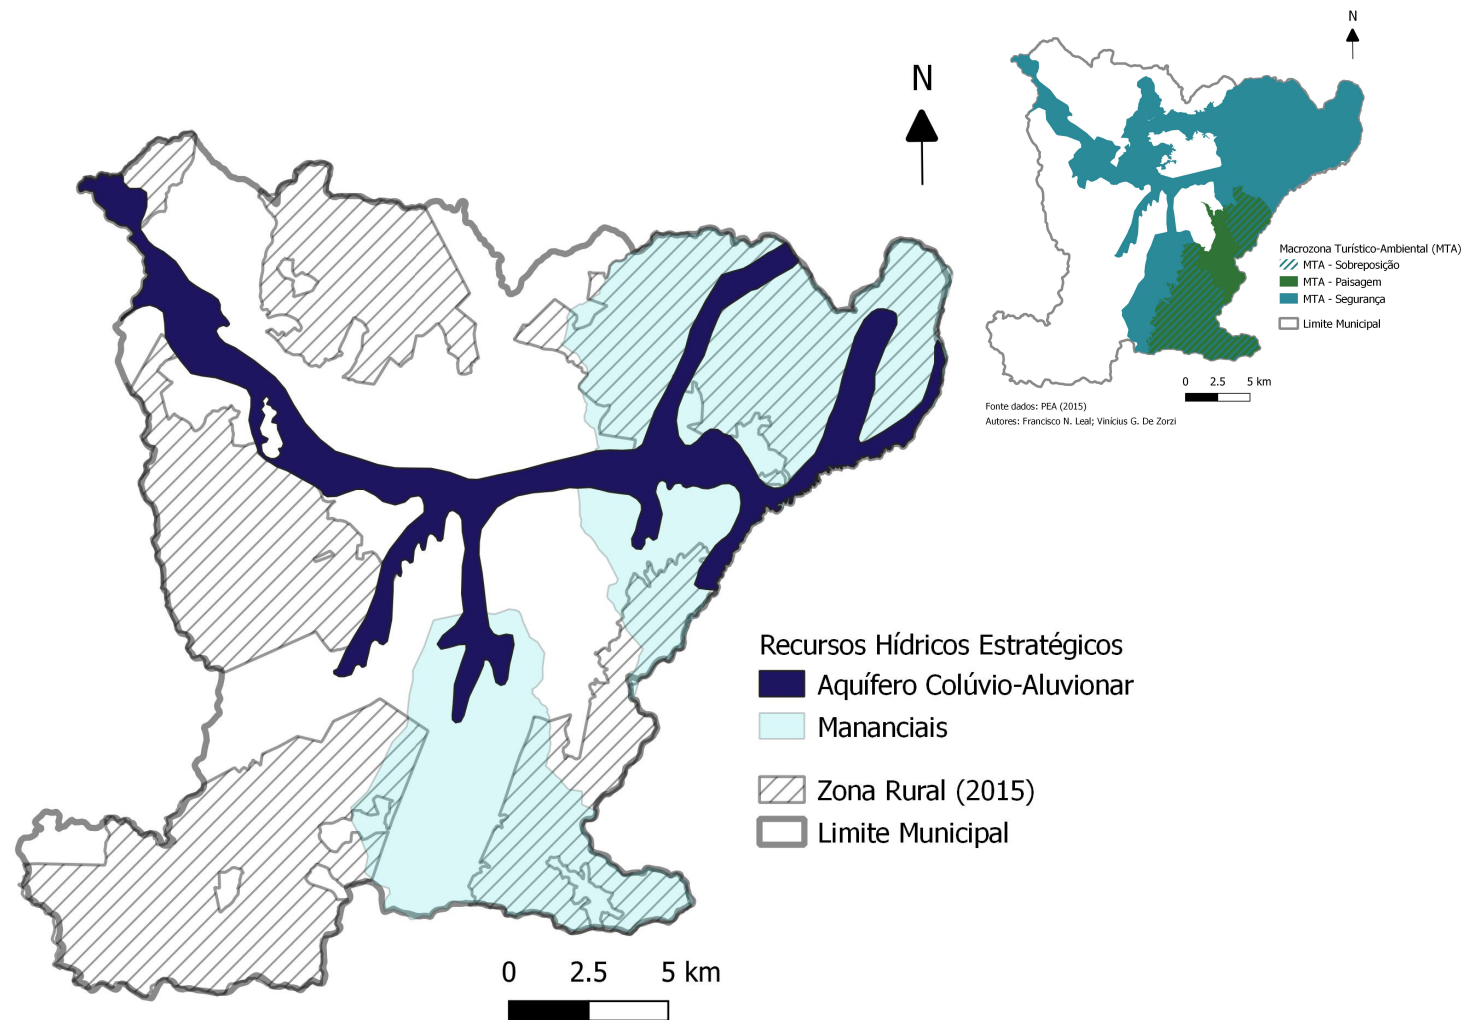 N
Recursos Hídricos Estratégicos
Aquífero Colúvio-Aluvionar
Mananciais
Zona Rural (2015)
Limite Municipal
0 2.5 5 km
N
Macrozona Turístico-Ambiental (MTA)
MTA - Sobreposição
MTA - Paisagem
MTA - Segurança
Limite Municipal
0 2.5 5 km
Fonte dados: PEA (2015)
Autores: Francisco N. Leal; Vinícius G. De Zorzi